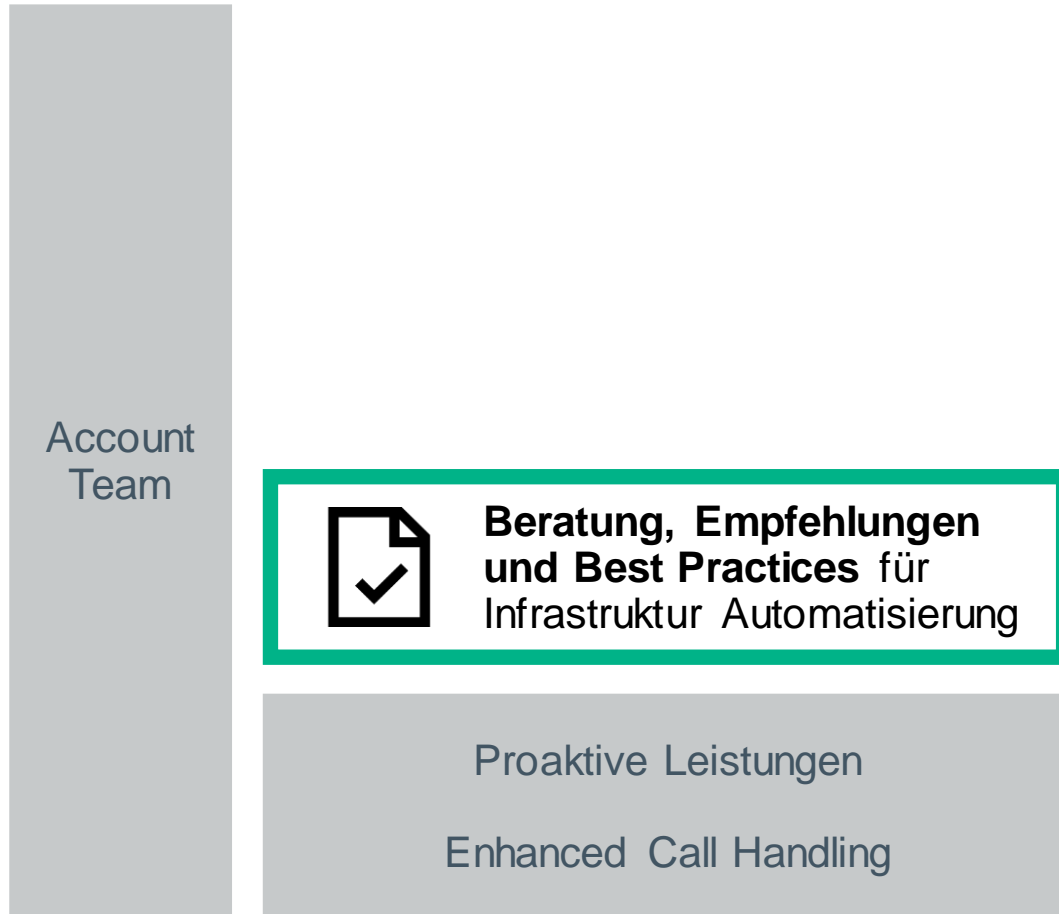 Account
Team
Beratung, Empfehlungen
und Best Practices für
Infrastruktur Automatisierung
Proaktive Leistungen
Enhanced Call Handling